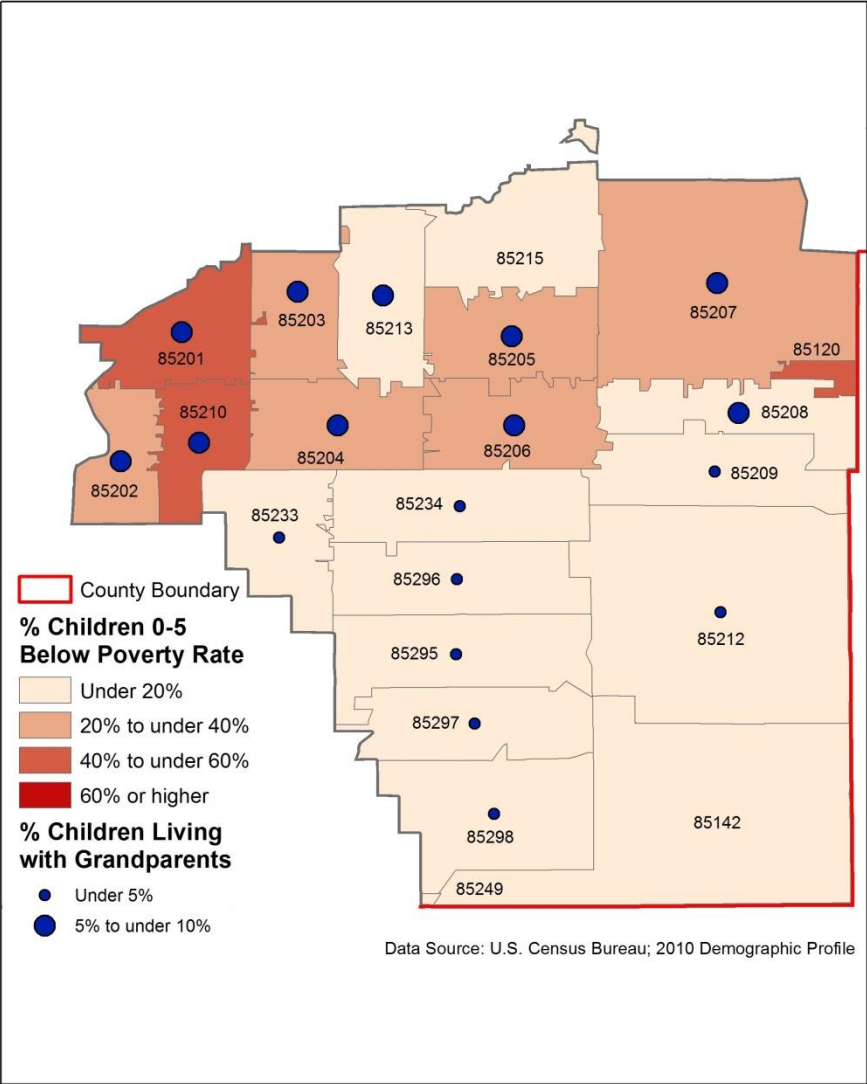 85215
85203
85213
85207
85201
85205
85120
85210
85208
85204
85206
85202
85209
85234
85233
85296
85212
85295
85297
85298
85142
85249
County Boundary
% Children 0-5
Below Poverty Rate
Under 20%
20% to under 40%
40% to under 60%
60% or higher
% Children Living
with Grandparents
Under 5%
5% to under 10%
Data Source: U.S. Census Bureau; 2010 Demographic Profile